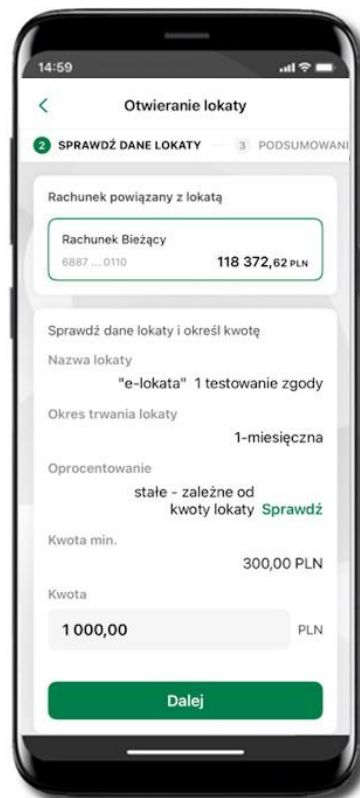 14:59
Otwieranie lokaty
2 SPRAWDŹ DANE LOKATY 3 PODSUMOWANI
Rachunek powiązany z lokatą
Rachunek Bieżący
6887 ... 0110 118 372,62 PLN
Sprawdź dane lokaty i określ kwotę
Nazwa lokaty
"e-lokata" 1 testowanie zgody
Okres trwania lokaty
1-miesięczna
Oprocentowanie
stałe - zależne od
kwoty lokaty Sprawdź
Kwota min.
300,00 PLN
Kwota
1 000,00 PLN
Dalej